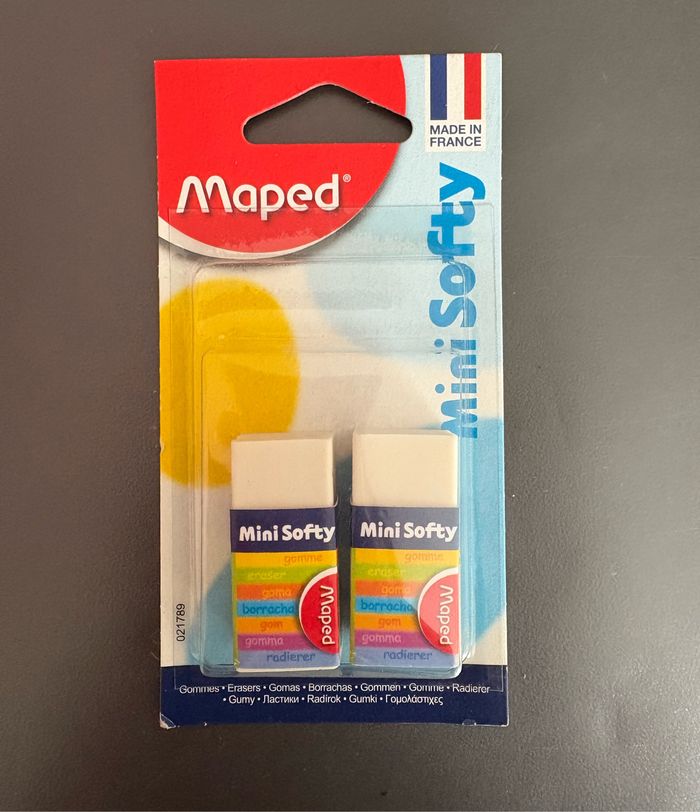 MADE IN
FRANCE
Maped®
Mini Softy
Mini Softy
gomme
eraser
goma
borracha
gom
gomma
radierer
Maped
Mini Softy
gomme
eraser
goma
borracha
gom
gomma
radierer
Maped
021789
Gommes • Erasers • Gomas • Borrachas • Gommen • Gomme • Radierer
• Gumy • Ластики • Radírok • Gumki • Γομολάστιχες